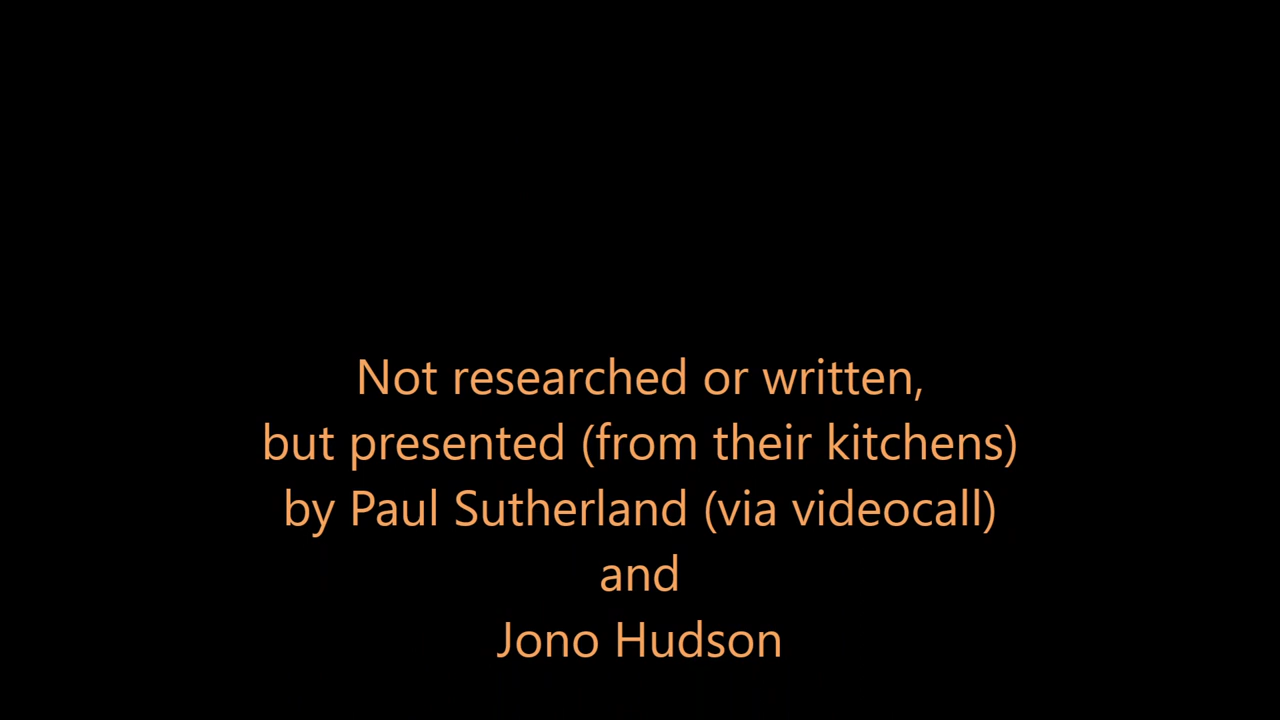 Not researched or written,
but presented (from their kitchens)
by Paul Sutherland (via videocall)
and
Jono Hudson